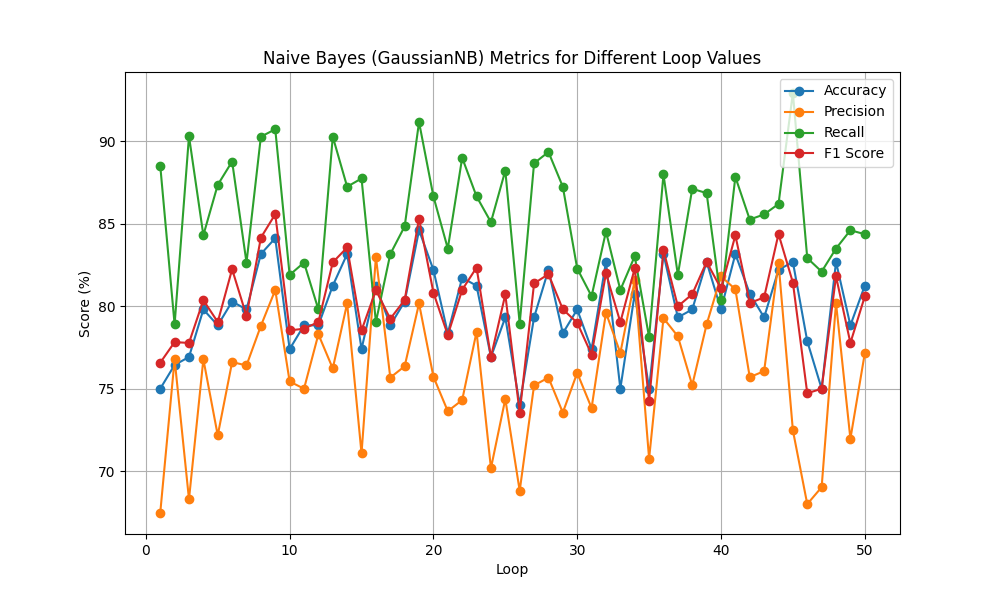 Naive Bayes (GaussianNB) Metrics for Different Loop Values
Accuracy
Precision
Recall
F1 Score
Score (%)
90
85
80
75
70
0 10 20 30 40 50
Loop